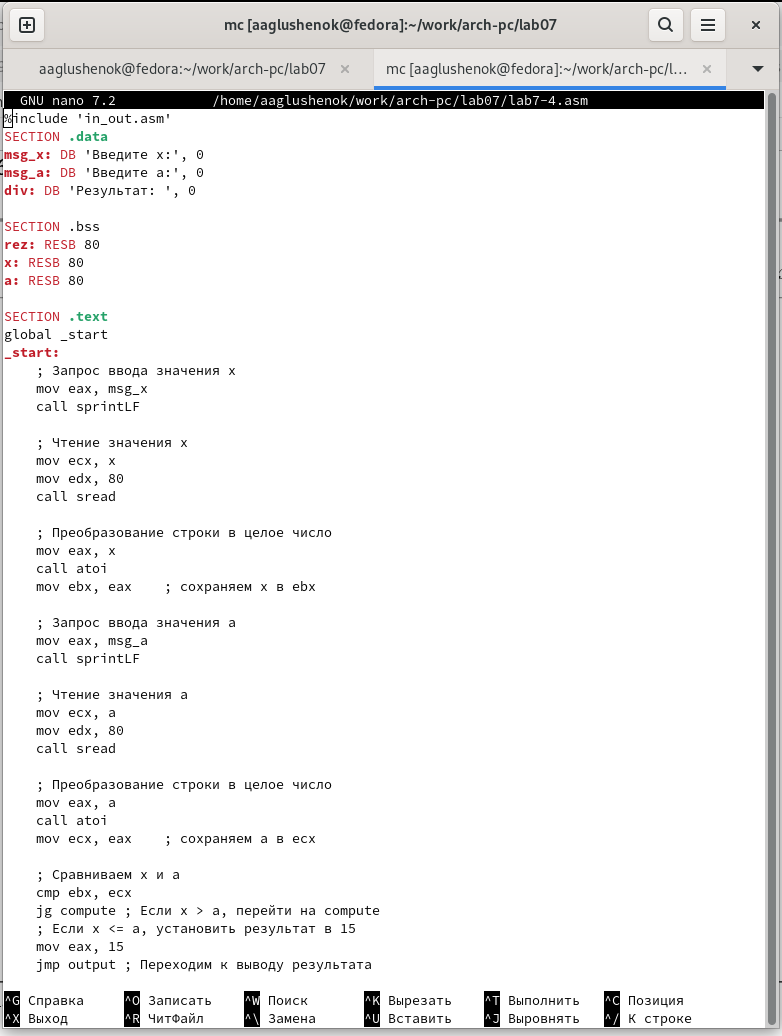 mc [aaglushenok@fedora]:~/work/arch-pc/lab07
aaglushenok@fedora:~/work/arch-pc/lab07 × mc [aaglushenok@fedora]:~/work/arch-pc/l… ×
GNU nano 7.2 /home/aaglushenok/work/arch-pc/lab07/lab7-4.asm
%include 'in_out.asm'
SECTION .data
msg_x: DB 'Введите x:', 0
msg_a: DB 'Введите a:', 0
div: DB 'Результат: ', 0

SECTION .bss
rez: RESB 80
x: RESB 80
a: RESB 80

SECTION .text
global _start
_start:
    ; Запрос ввода значения x
    mov eax, msg_x
    call sprintLF

    ; Чтение значения x
    mov ecx, x
    mov edx, 80
    call sread

    ; Преобразование строки в целое число
    mov eax, x
    call atoi
    mov ebx, eax    ; сохраняем x в ebx

    ; Запрос ввода значения a
    mov eax, msg_a
    call sprintLF

    ; Чтение значения a
    mov ecx, a
    mov edx, 80
    call sread

    ; Преобразование строки в целое число
    mov eax, a
    call atoi
    mov ecx, eax    ; сохраняем a в ecx

    ; Сравниваем x и a
    cmp ebx, ecx
    jg compute ; Если x > a, перейти на compute
    ; Если x <= a, установить результат в 15
    mov eax, 15
    jmp output ; Переходим к выводу результата

^G Справка ^O Записать ^W Поиск ^K Вырезать ^T Выполнить ^C Позиция
^X Выход ^R ЧитФайл ^\ Замена ^U Вставить ^J Выровнять ^/ К строке